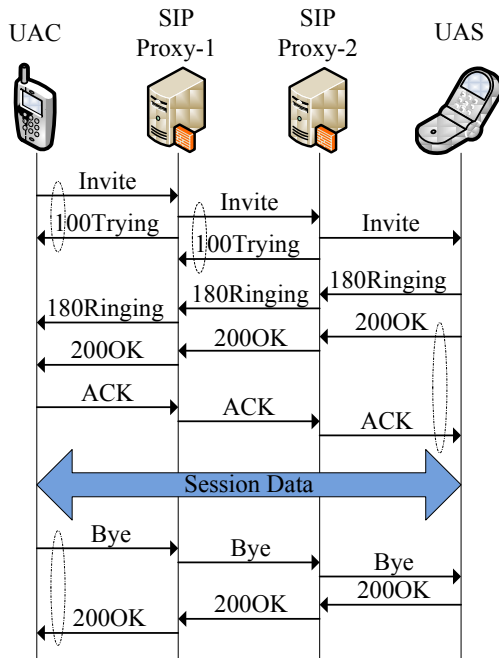 UAC
SIP
Proxy-1
SIP
Proxy-2
UAS
Invite
Invite
100Trying
Invite
100Trying
180Ringing
180Ringing
180Ringing
200OK
200OK
200OK
ACK
ACK
ACK
Session Data
Bye
Bye
Bye
200OK
200OK
200OK